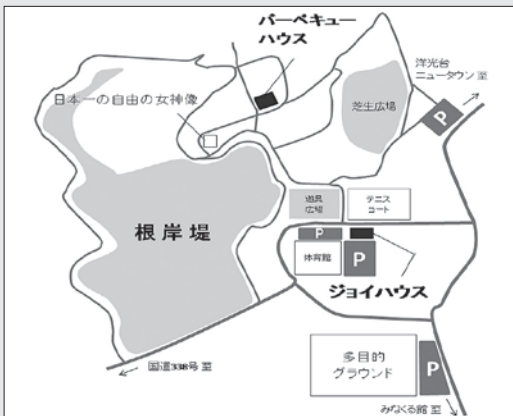 バーベキュー
ハウス
洋光台
ニュータウン 至
日本一の自由の女神像
芝生広場
P
遊具
広場
テニス
コート
根岸堤
P
体育館
P
ジョイハウス
国道338号 至
多目的
グラウンド
P
みなくる館 至